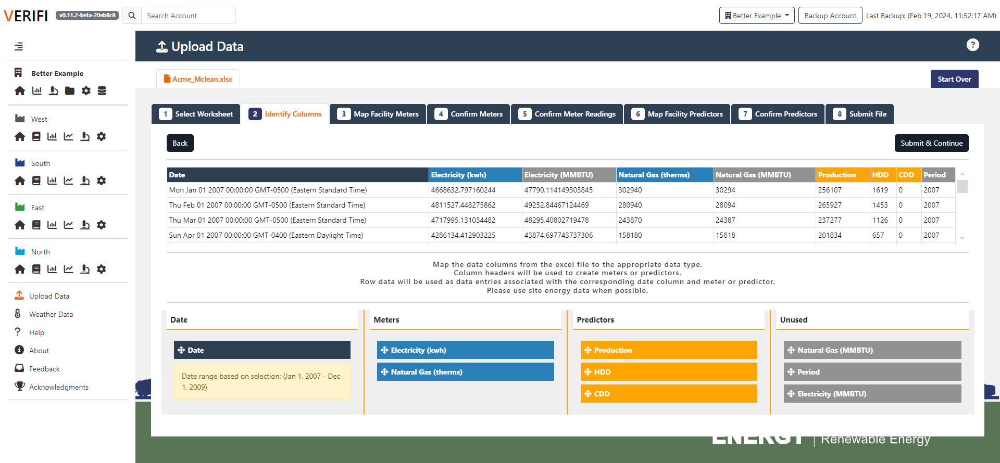 VERIFI v0.11.2-beta-20eb8c8 Search Account Better Example Backup Account Last Backup: (Feb 19, 2024, 11:52:17 AM)
Upload Data ?
Better Example
Acme_Mclean.xlsx Start Over
1 Select Worksheet 2 Identify Columns 3 Map Facility Meters 4 Confirm Meters 5 Confirm Meter Readings 6 Map Facility Predictors 7 Confirm Predictors 8 Submit File
West
South
East
North
Upload Data
Weather Data
? Help
About
Feedback
Acknowledgments
Back Submit & Continue
Date Electricity (kwh) Electricity (MMBTU) Natural Gas (therms) Natural Gas (MMBTU) Production HDD CDD Period
Mon Jan 01 2007 00:00:00 GMT-0500 (Eastern Standard Time) 4668632.797160244 47790.114149303845 302940 30294 256107 1619 0 2007
Thu Feb 01 2007 00:00:00 GMT-0500 (Eastern Standard Time) 4811527.448275862 49252.84467124469 280940 28094 265927 1453 0 2007
Thu Mar 01 2007 00:00:00 GMT-0500 (Eastern Standard Time) 4717995.131034482 48295.40802719478 243870 24387 237277 1126 0 2007
Sun Apr 01 2007 00:00:00 GMT-0400 (Eastern Daylight Time) 4286134.412903225 43874.697743737306 158180 15818 201834 657 0 2007
Map the data columns from the excel file to the appropriate data type.
Column headers will be used to create meters or predictors.
Row data will be used as data entries associated with the corresponding date column and meter or predictor.
Please use site energy data when possible.
Date Meters Predictors Unused
Date Electricity (kwh) Production Natural Gas (MMBTU)
Natural Gas (therms) HDD Period
Date range based on selection: (Jan 1, 2007 - Dec
1, 2009)
CDD Electricity (MMBTU)
ENERGY Renewable Energy